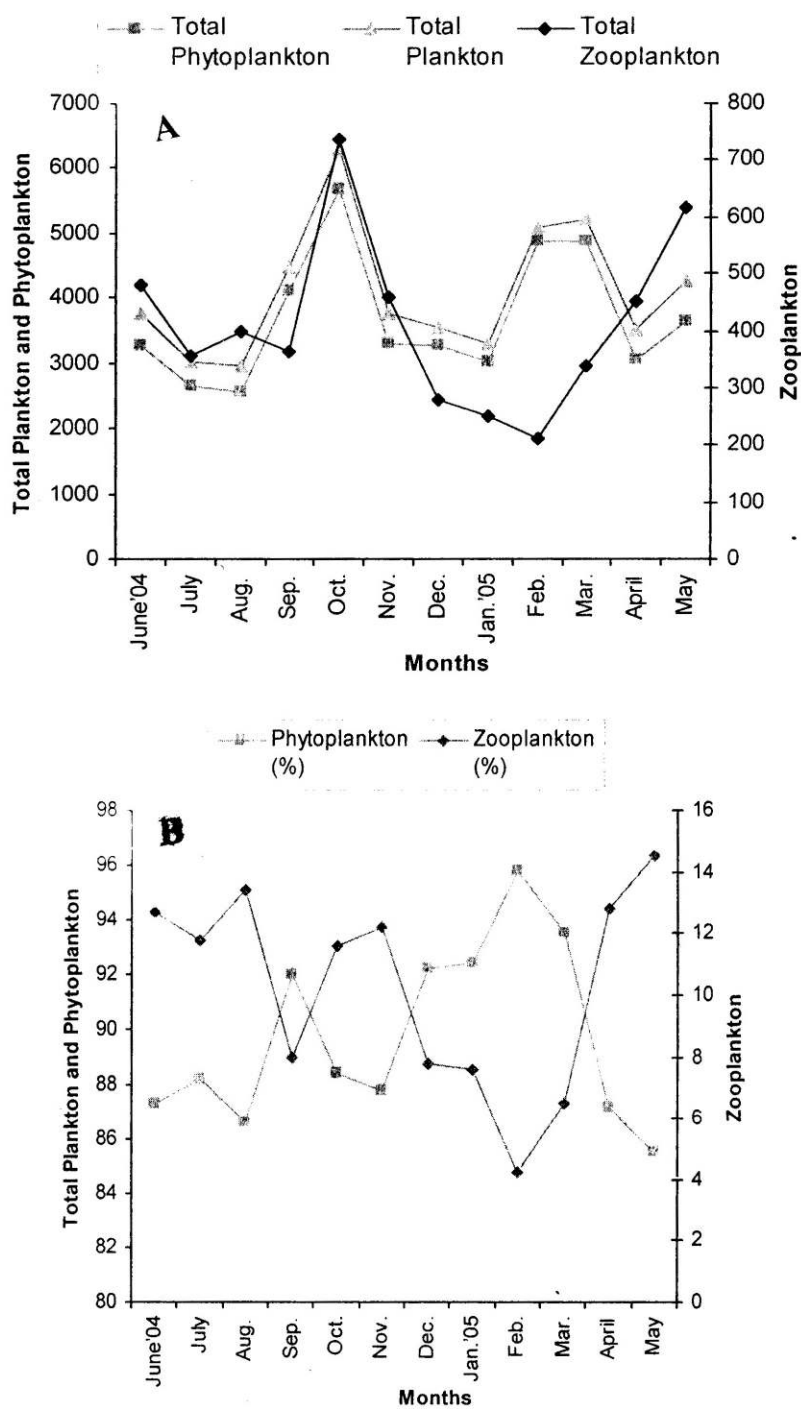 Total Phytoplankton
Total Plankton
Total Zooplankton
A
Total Plankton and Phytoplankton
7000
6000
5000
4000
3000
2000
1000
0
800
700
600
500
400
300
200
100
0
Zooplankton
June'04
July
Aug.
Sep.
Oct.
Nov.
Dec.
Jan.'05
Feb.
Mar.
April
May
Months
Phytoplankton (%)
Zooplankton (%)
B
Total Plankton and Phytoplankton
98
96
94
92
90
88
86
84
82
80
16
14
12
10
8
6
4
2
0
Zooplankton
June'04
July
Aug.
Sep.
Oct.
Nov.
Dec.
Jan.'05
Feb.
Mar.
April
May
Months